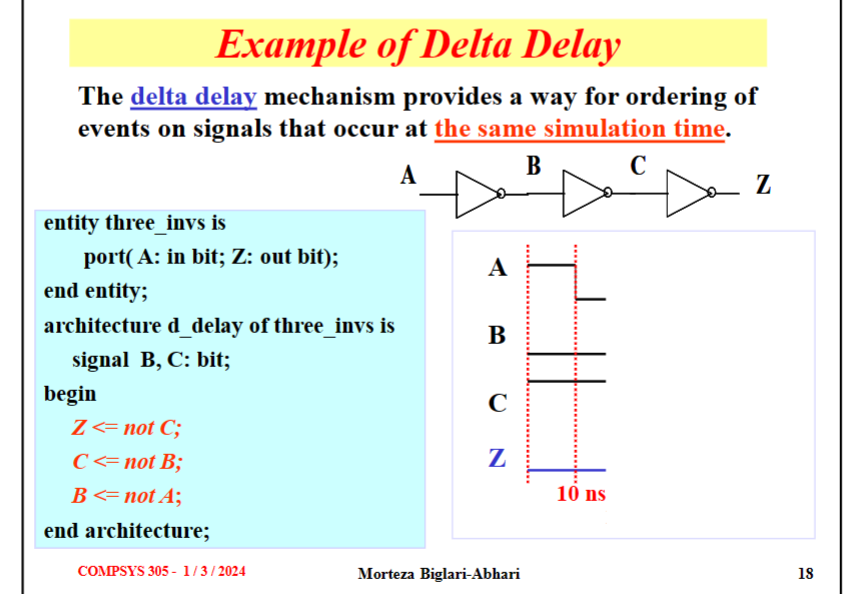 Example of Delta Delay
The delta delay mechanism provides a way for ordering of
events on signals that occur at the same simulation time.
A
B
C
Z
entity three_invs is
port( A: in bit; Z: out bit);
end entity;
architecture d_delay of three_invs is
signal B, C: bit;
begin
Z <= not C;
C <= not B;
B <= not A;
end architecture;
A
B
C
Z
10 ns
COMPSYS 305 - 1 / 3 / 2024
Morteza Biglari-Abhari
18